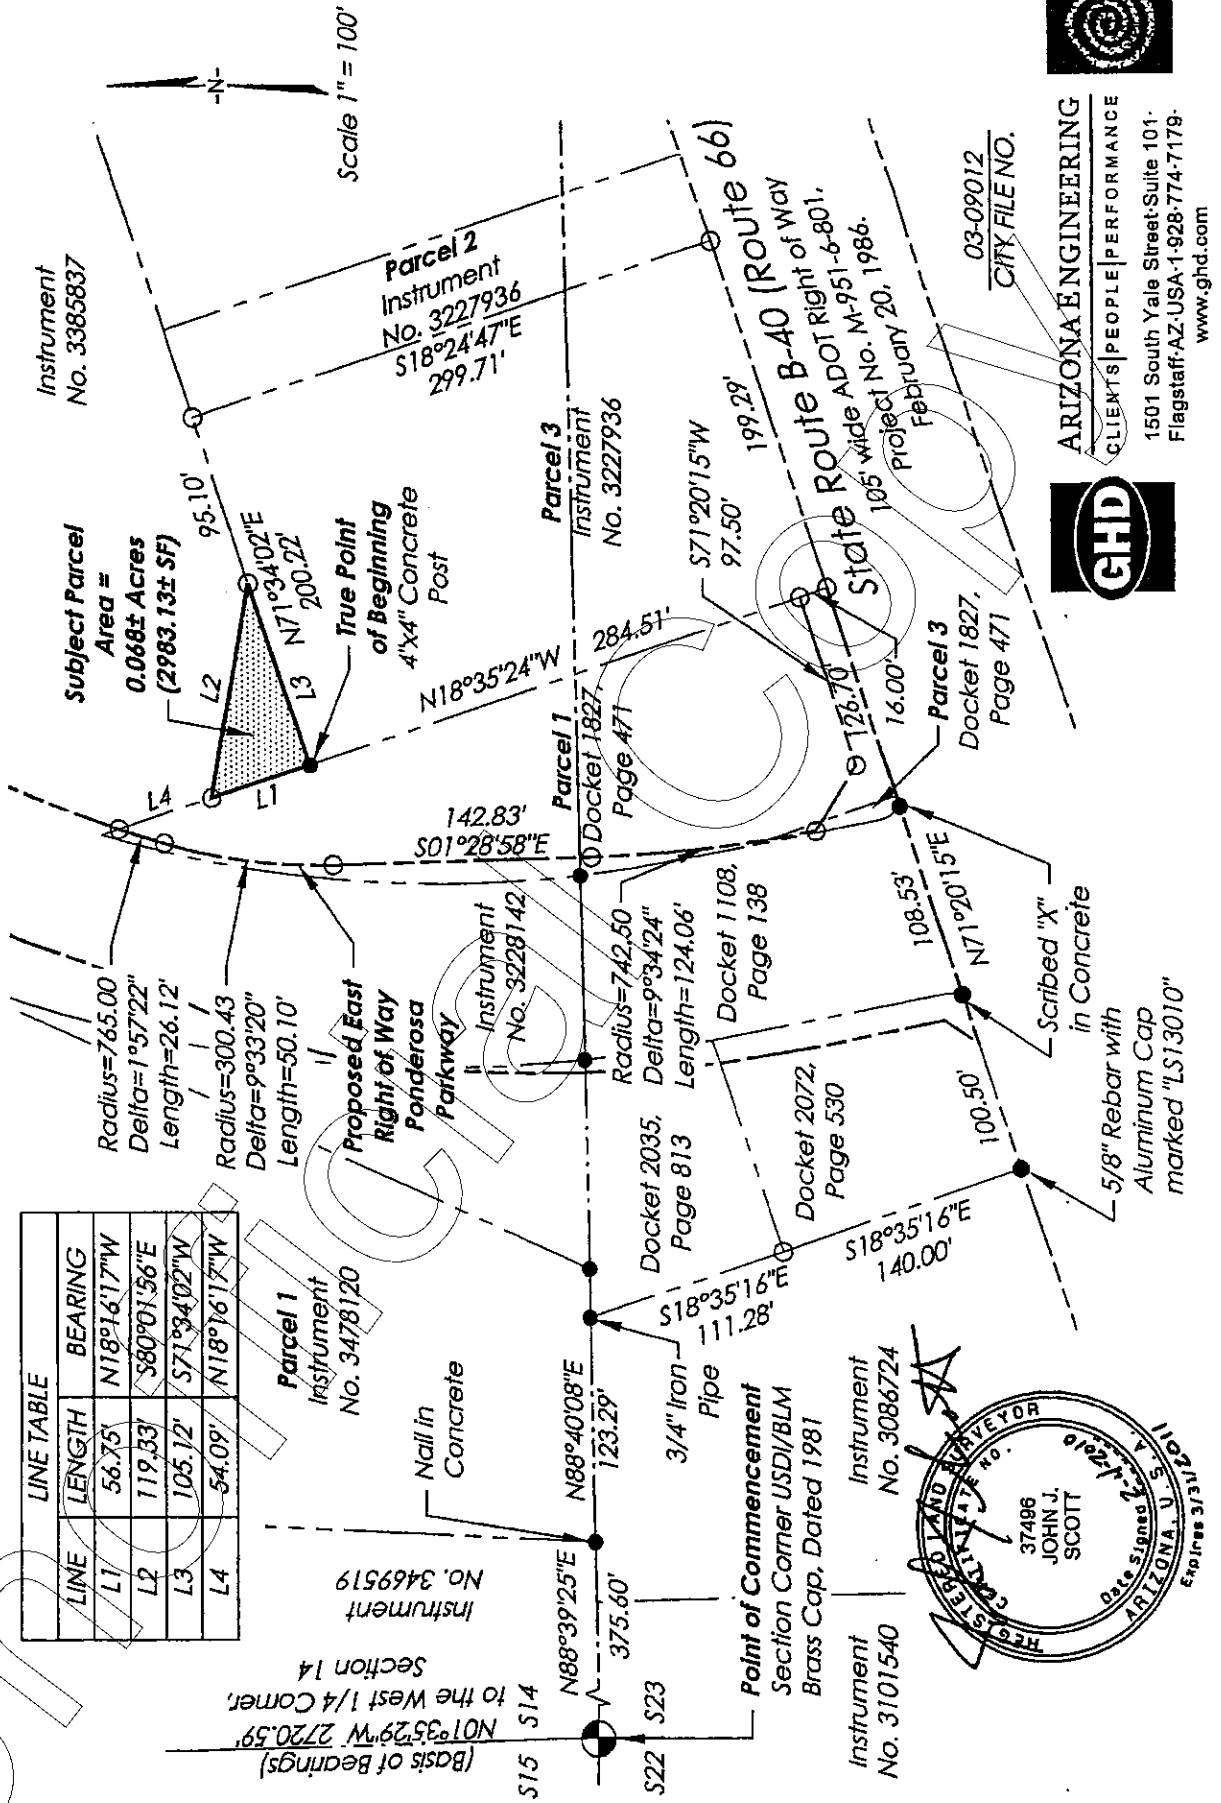 LINE TABLE
LINE LENGTH BEARING
L1 56.75' N18°16'17"W
L2 119.33' S80°01'56"E
L3 105.12' S71°34'02"W
L4 54.09' N18°16'17"W
Radius=765.00
Delta=1°57'22"
Length=26.12'
Radius=300.43
Delta=9°33'20"
Length=50.10'
Proposed East
Right of Way
Ponderosa
Parkway
L4
L1
L2
L3
Subject Parcel
Area =
0.068± Acres
(2983.13± SF)
95.10'
N71°34'02"E
200.22'
True Point
of Beginning
4"x4" Concrete
Post
Instrument
No. 3385837
-N-
Scale 1" = 100'
Parcel 2
Instrument
No. 3227936
S18°24'47"E
299.71'
Parcel 1
Instrument
No. 3478120
Nail in
Concrete
Instrument
No. 3469519
(Basis of Bearings)
N01°35'29"W 2720.59'
to the West 1/4 Corner,
Section 14
S15 S14
S22 S23
N88°39'25"E
375.60'
N88°40'08"E
123.29'
142.83'
S01°28'58"E
Instrument
No. 3228142
N18°35'24"W 284.51'
Parcel 1
Docket 1827,
Page 471
Parcel 3
Instrument
No. 3227936
Point of Commencement
Section Corner USDI/BLM
Brass Cap, Dated 1981
3/4" Iron
Pipe
S18°35'16"E
111.28'
Docket 2035,
Page 813
Radius=742.50
Delta=9°34'24"
Length=124.06'
Docket 1108,
Page 138
Docket 2072,
Page 530
S18°35'16"E
140.00'
S71°20'15"W
97.50'
126.70'
16.00'
199.29'
State Route B-40 (Route 66)
105' wide ADOT Right of Way
Project No. M-951-6-801,
February 20, 1986.
Parcel 3
Docket 1827,
Page 471
108.53'
N71°20'15"E
100.50'
Scribed "X"
in Concrete
5/8" Rebar with
Aluminum Cap
marked "LS13010"
Instrument
No. 3101540
Instrument
No. 3086724
REGISTERED LAND SURVEYOR
CERTIFICATE NO.
37496
JOHN J.
SCOTT
Date Signed 2-1-2010
ARIZONA, U.S.A.
Expires 3/31/2011
03-09012
CITY FILE NO.
GHD
ARIZONA ENGINEERING
CLIENTS|PEOPLE|PERFORMANCE
1501 South Yale Street·Suite 101·
Flagstaff·AZ·USA·1-928-774-7179·
www.ghd.com